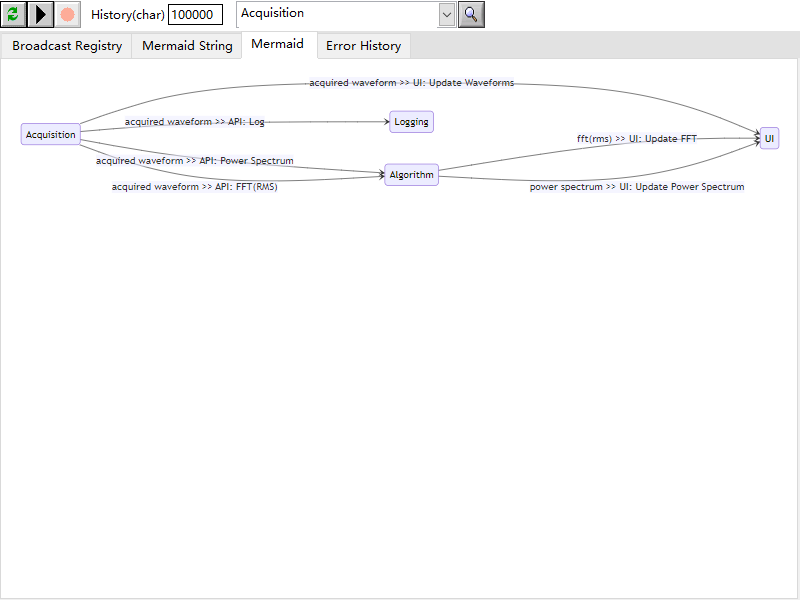 History(char) 100000 Acquisition
Broadcast Registry Mermaid String Mermaid Error History
acquired waveform >> UI: Update Waveforms
acquired waveform >> API: Log
Logging
Acquisition
fft(rms) >> UI: Update FFT
UI
acquired waveform >> API: Power Spectrum
Algorithm
acquired waveform >> API: FFT(RMS)
power spectrum >> UI: Update Power Spectrum